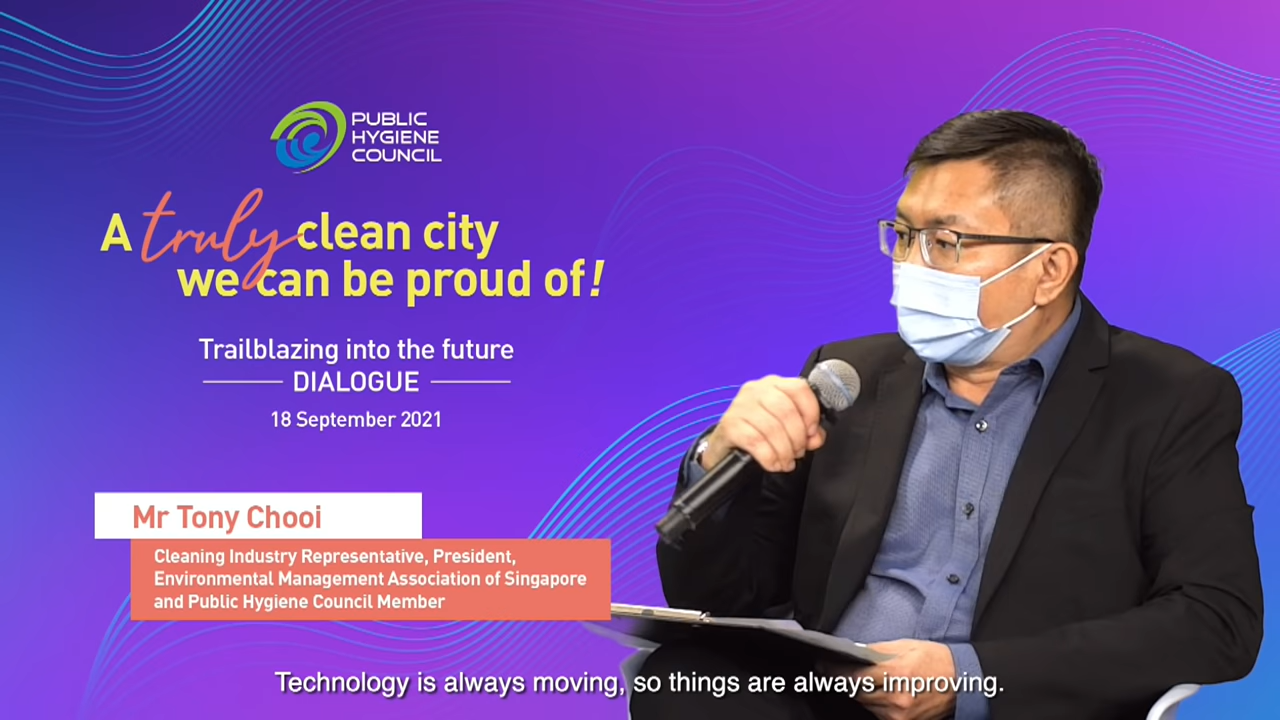 PUBLIC
HYGIENE
COUNCIL
A truly clean city
we can be proud of!
Trailblazing into the future
DIALOGUE
18 September 2021
Mr Tony Chooi
Cleaning Industry Representative, President,
Environmental Management Association of Singapore
and Public Hygiene Council Member
Technology is always moving, so things are always improving.